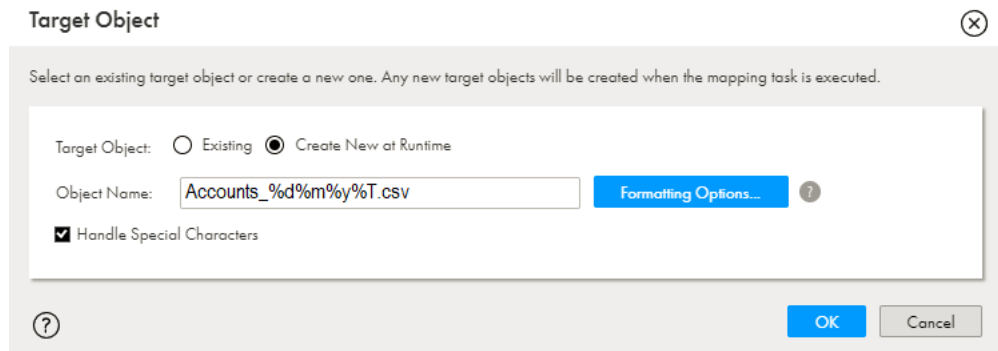 Target Object
Select an existing target object or create a new one. Any new target objects will be created when the mapping task is executed.
Target Object: Existing Create New at Runtime
Object Name: Accounts_%d%m%y%T.csv Formatting Options... ?
Handle Special Characters
? OK Cancel